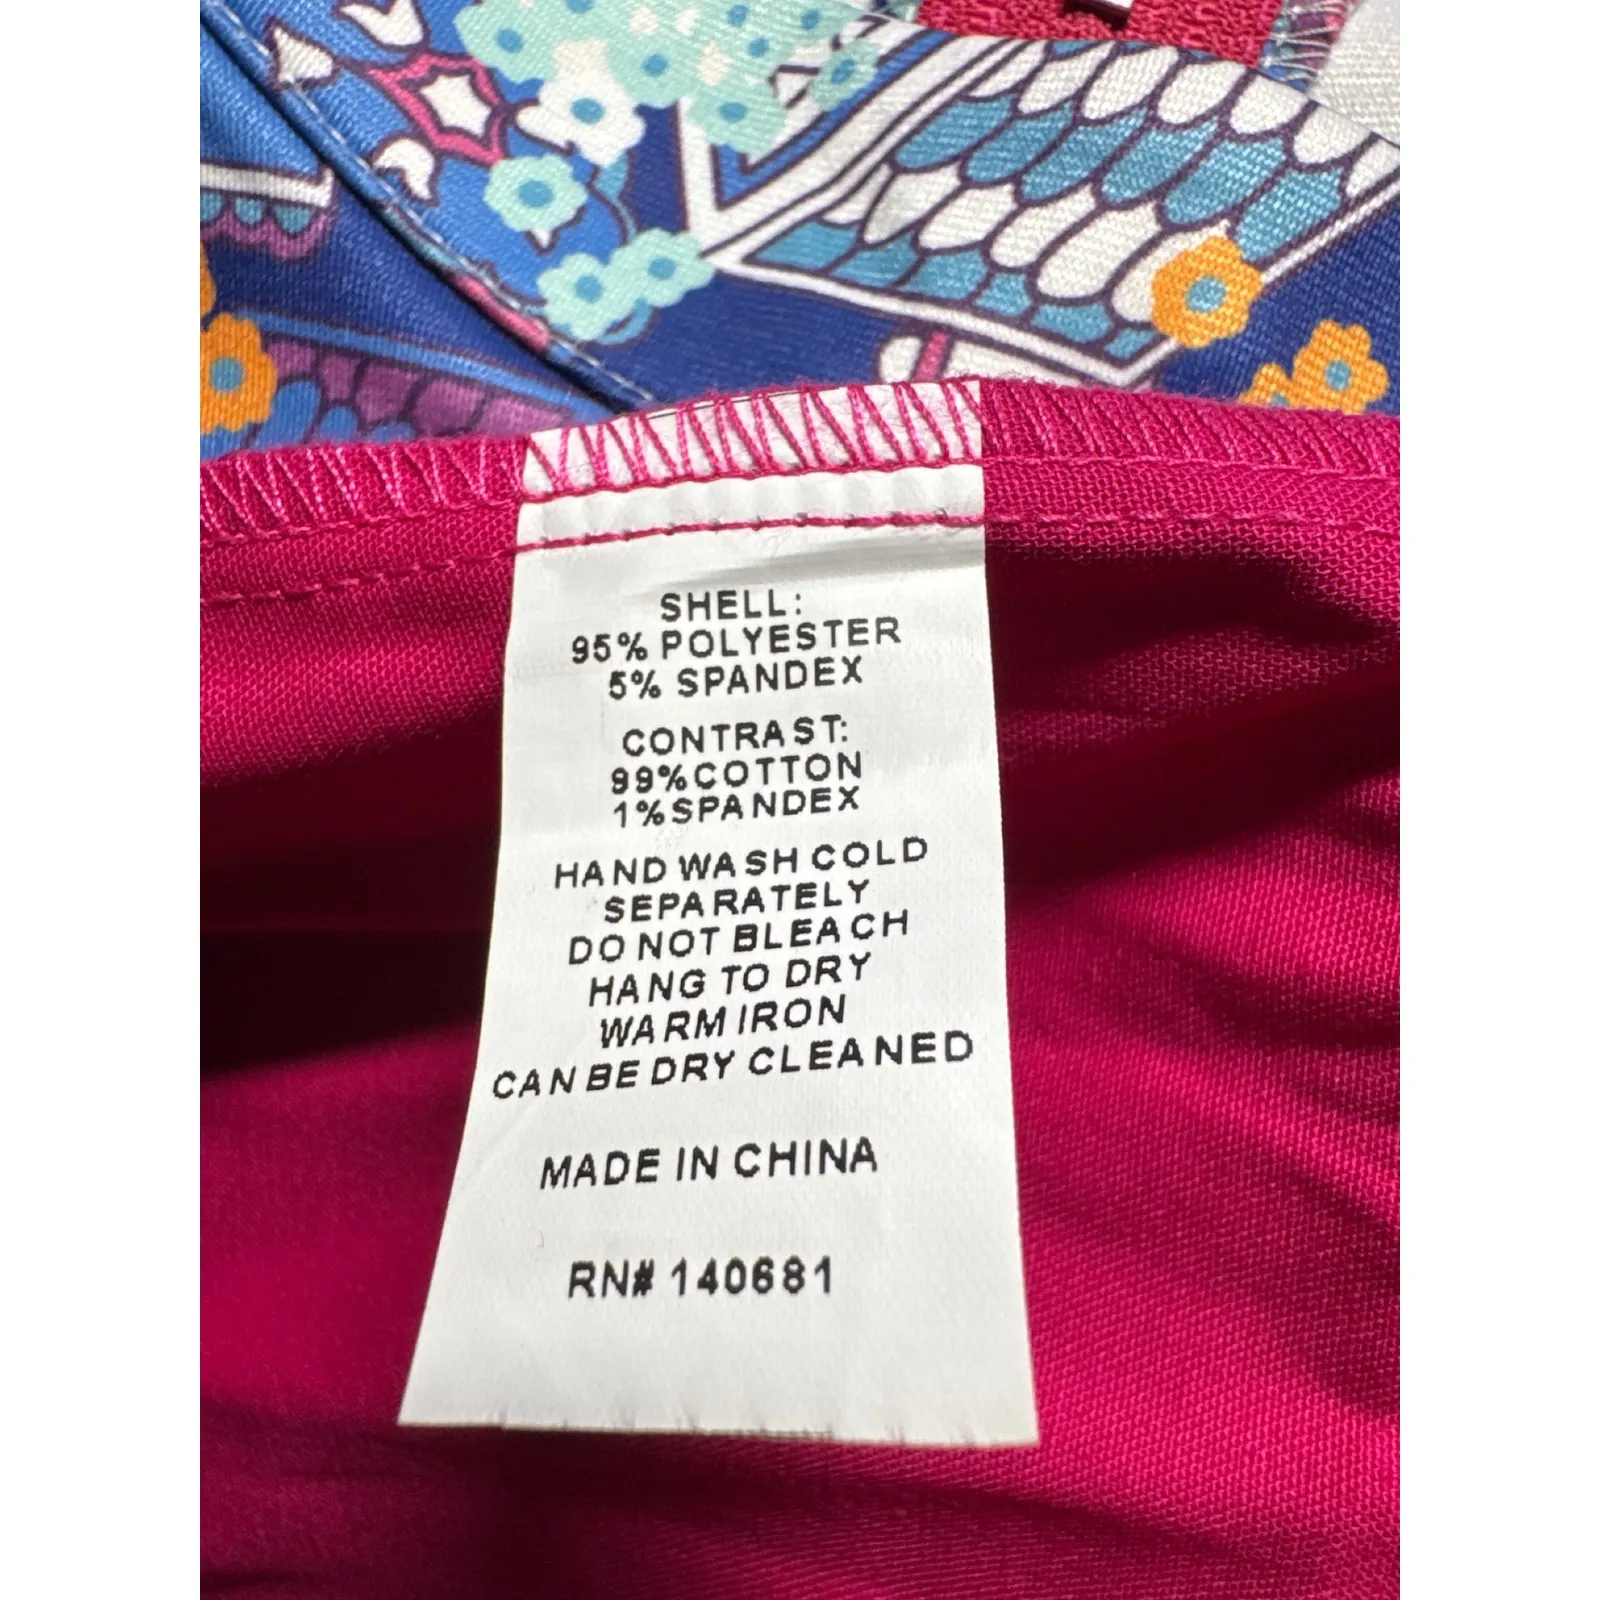 SHELL:
95% POLYESTER
5% SPANDEX
CONTRAST:
99%COTTON
1%SPANDEX
HAND WASH COLD
SEPARATELY
DO NOT BLEACH
HANG TO DRY
WARM IRON
CAN BE DRY CLEANED
MADE IN CHINA
RN# 140681